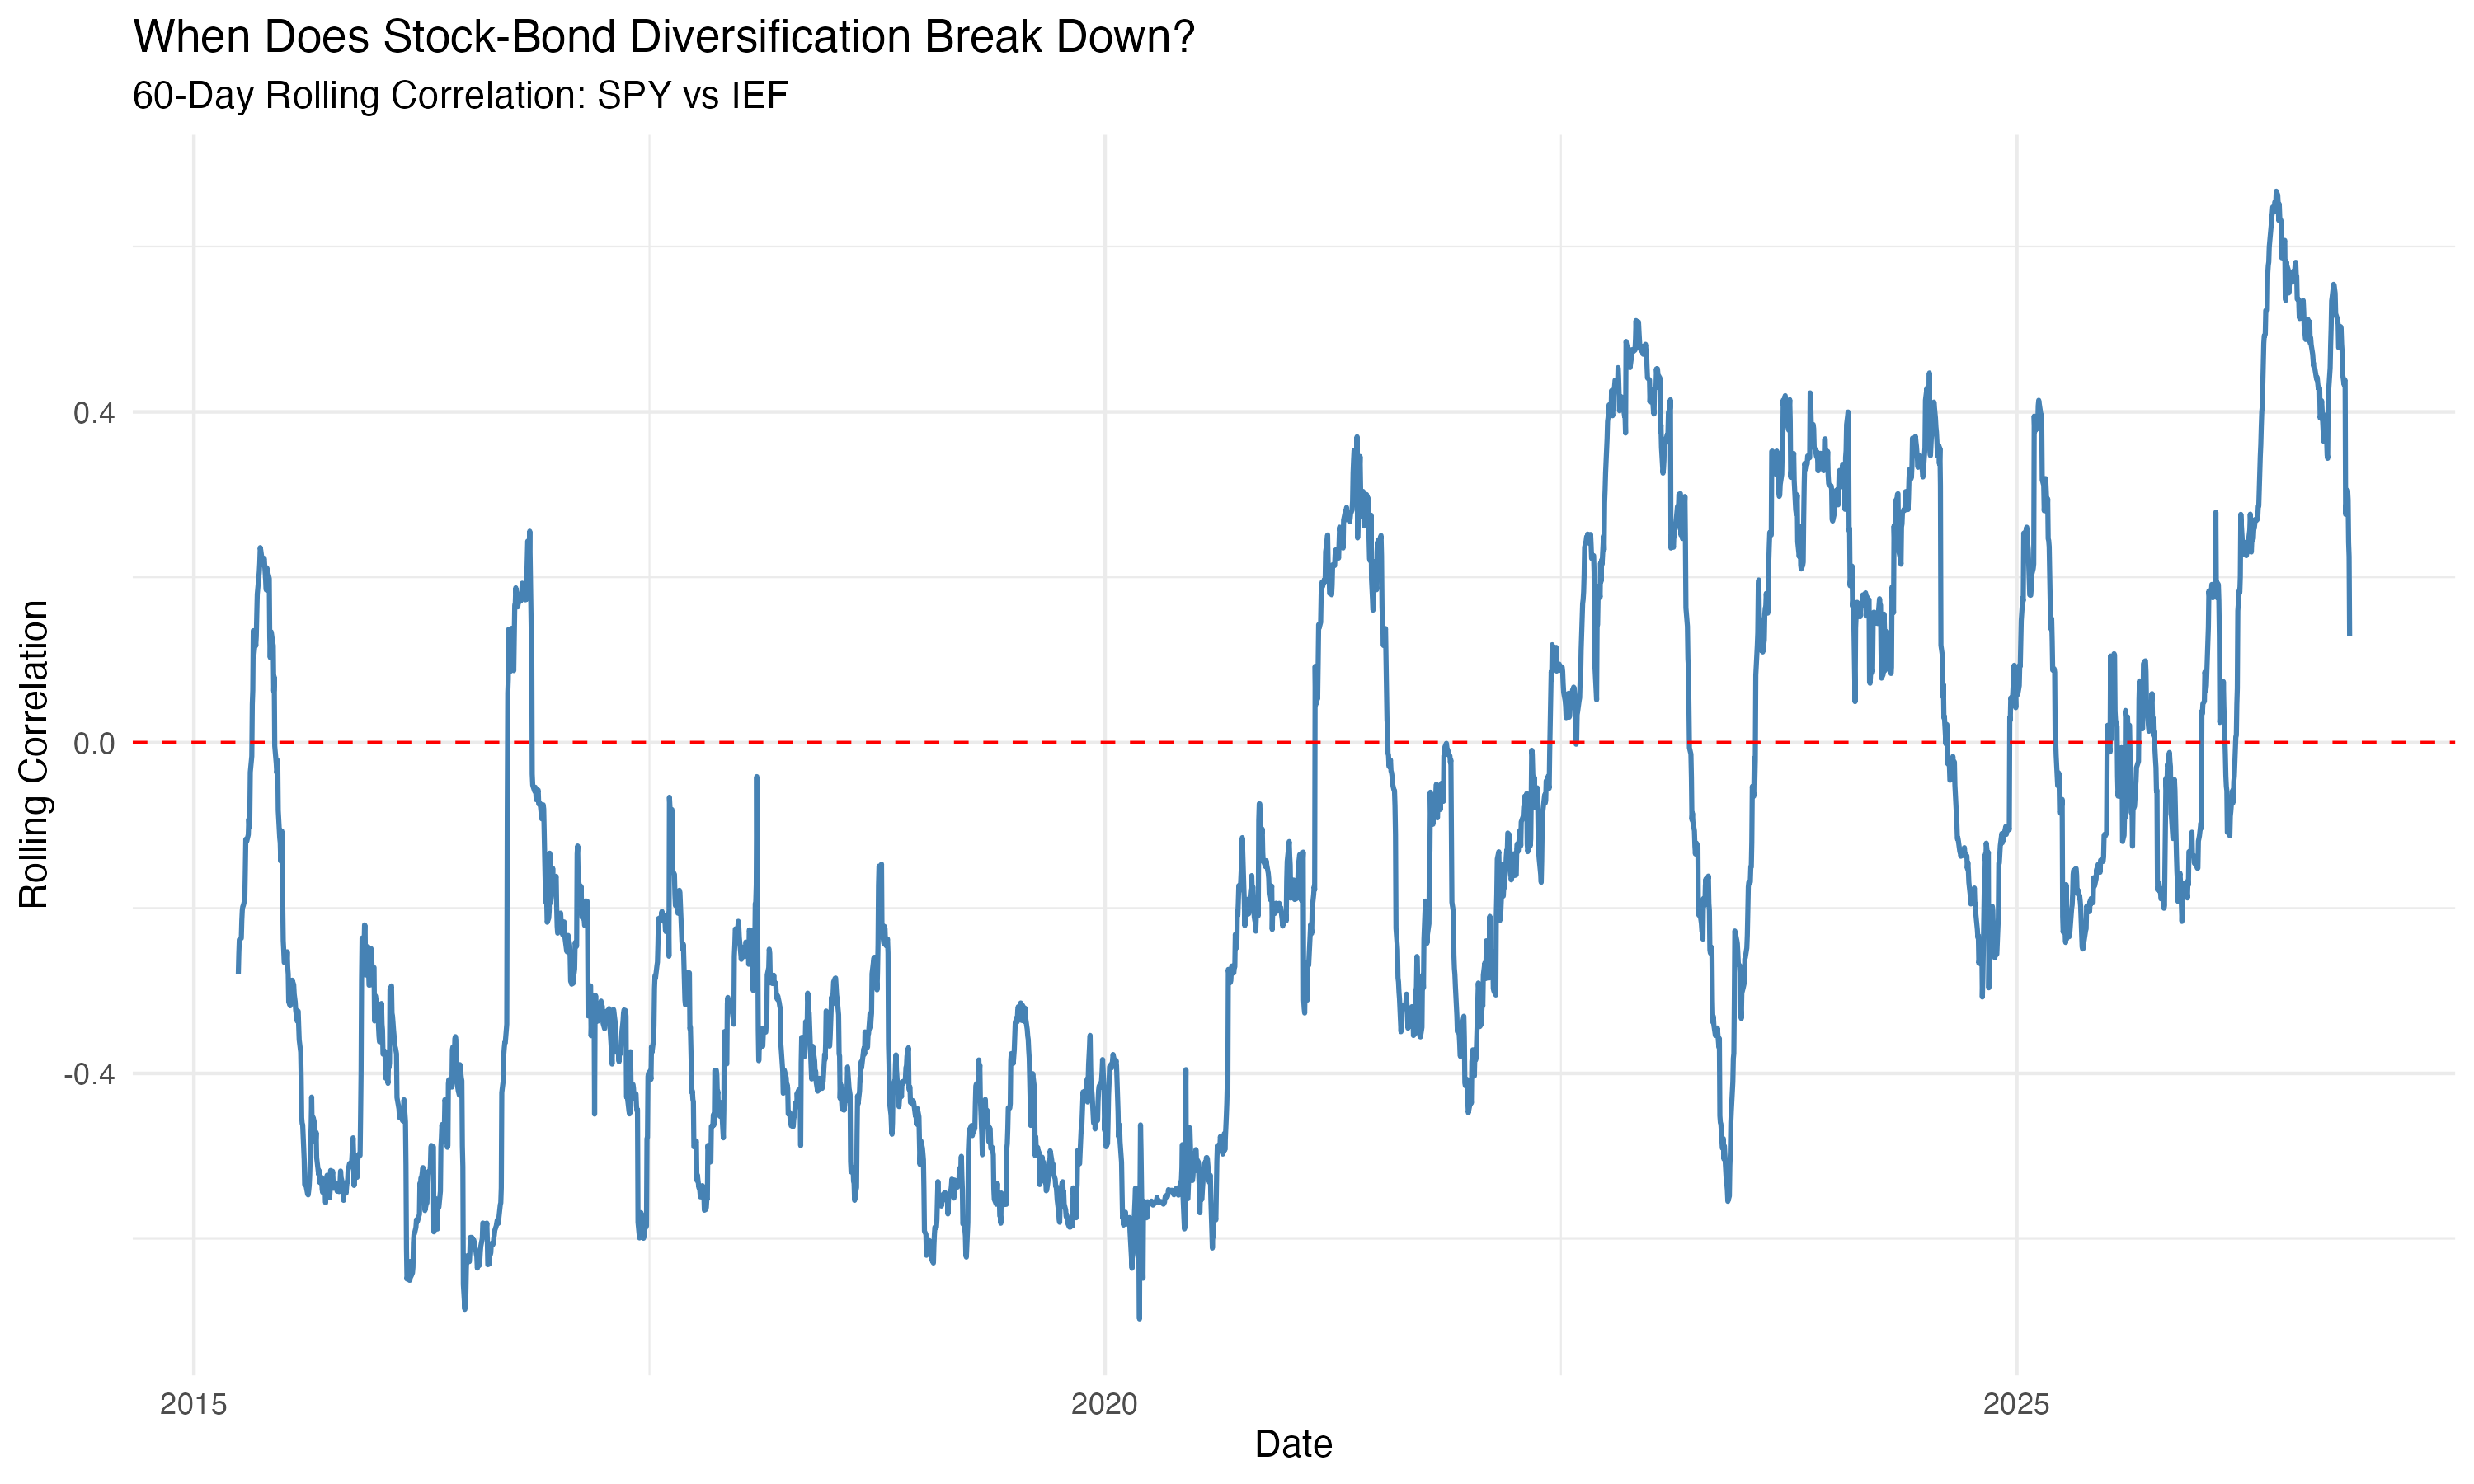 When Does Stock-Bond Diversification Break Down?
60-Day Rolling Correlation: SPY vs IEF
Rolling Correlation
0.4
0.0
-0.4
2015
2020
2025
Date